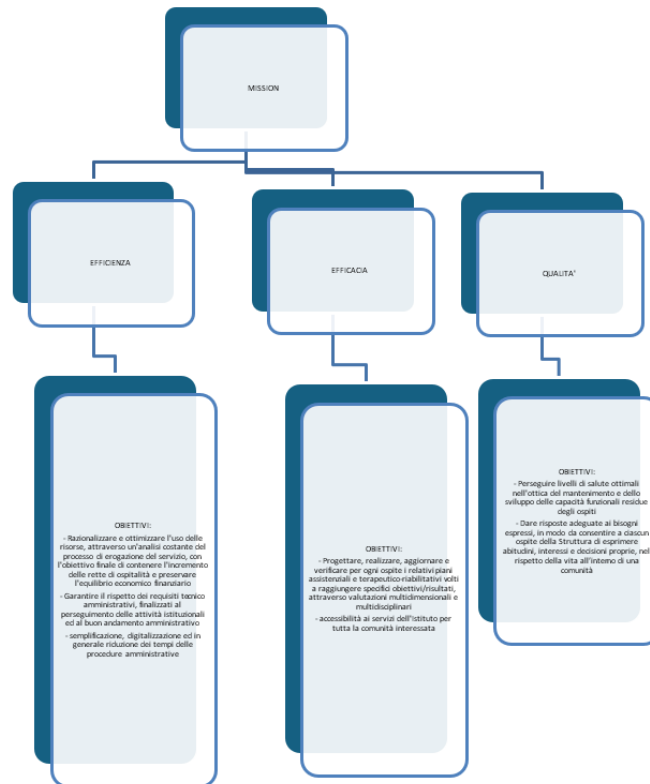 MISSION
EFFICIENZA
EFFICACIA
QUALITA'
OBIETTIVI:
- Razionalizzare e ottimizzare l'uso delle
risorse, attraverso un'analisi costante del
processo di erogazione del servizio, con
l'obiettivo finale di contenere l'incremento
delle rette di ospitalità e preservare
l'equilibrio economico finanziario
- Garantire il rispetto dei requisiti tecnico
amministrativi, finalizzati al
perseguimento delle attività istituzionali
ed al buon andamento amministrativo
- semplificazione, digitalizzazione ed in
generale riduzione dei tempi delle
procedure amministrative
OBIETTIVI:
- Progettare, realizzare, aggiornare e
verificare per ogni ospite i relativi piani
assistenziali e terapeutico-riabilitativi volti
a raggiungere specifici obiettivi/risultati,
attraverso valutazioni multidimensionali e
multidisciplinari
- accessibilità ai servizi dell'istituto per
tutta la comunità interessata
OBIETTIVI:
- Perseguire livelli di salute ottimali
nell'ottica del mantenimento e dello
sviluppo delle capacità funzionali residue
degli ospiti
- Dare risposte adeguate ai bisogni
espressi, in modo da consentire a ciascun
ospite della Struttura di esprimere
abitudini, interessi e decisioni proprie, nel
rispetto della vita all'interno di una
comunità